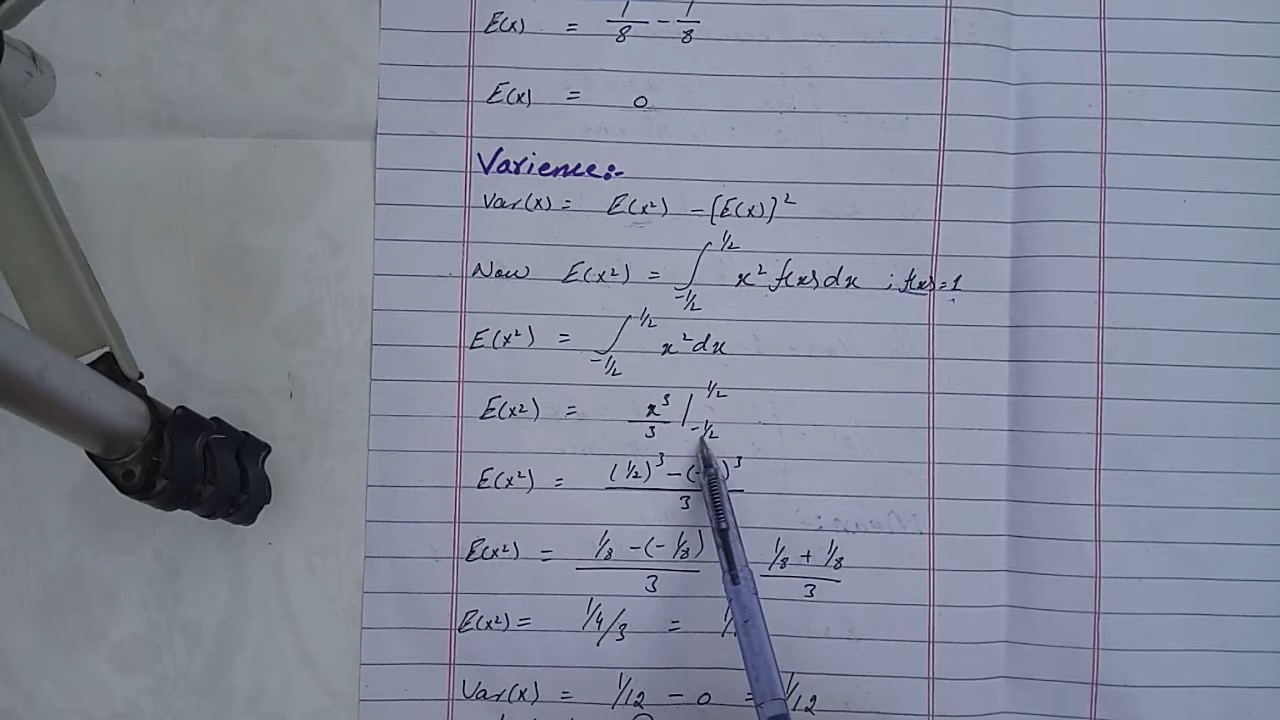 E(x) = 1/8 - 1/8
E(x) = 0
Varience:-
Var(x) = E(x²) - [E(x)]²
Now E(x²) = ∫_{-1/2}^{1/2} x² f(x) dx ; f(x) = 1
E(x²) = ∫_{-1/2}^{1/2} x² dx
E(x²) = x³/3 |_{-1/2}^{1/2}
E(x²) = (1/2)³ - (- )³ / 3
E(x²) = 1/8 - (-1/8) / 3 1/8 + 1/8 / 3
E(x²) = 1/4/3 = 1/
Var(x) = 1/12 - 0 = 1/12